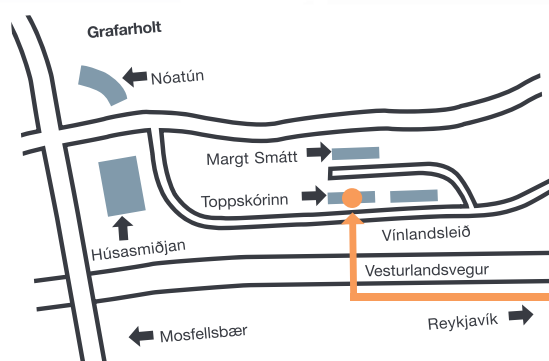 Grafarholt
Nóatún
Margt Smátt
Toppskórinn
Húsasmiðjan
Vínlandsleið
Vesturlandsvegur
Reykjavík
Mosfellsbær